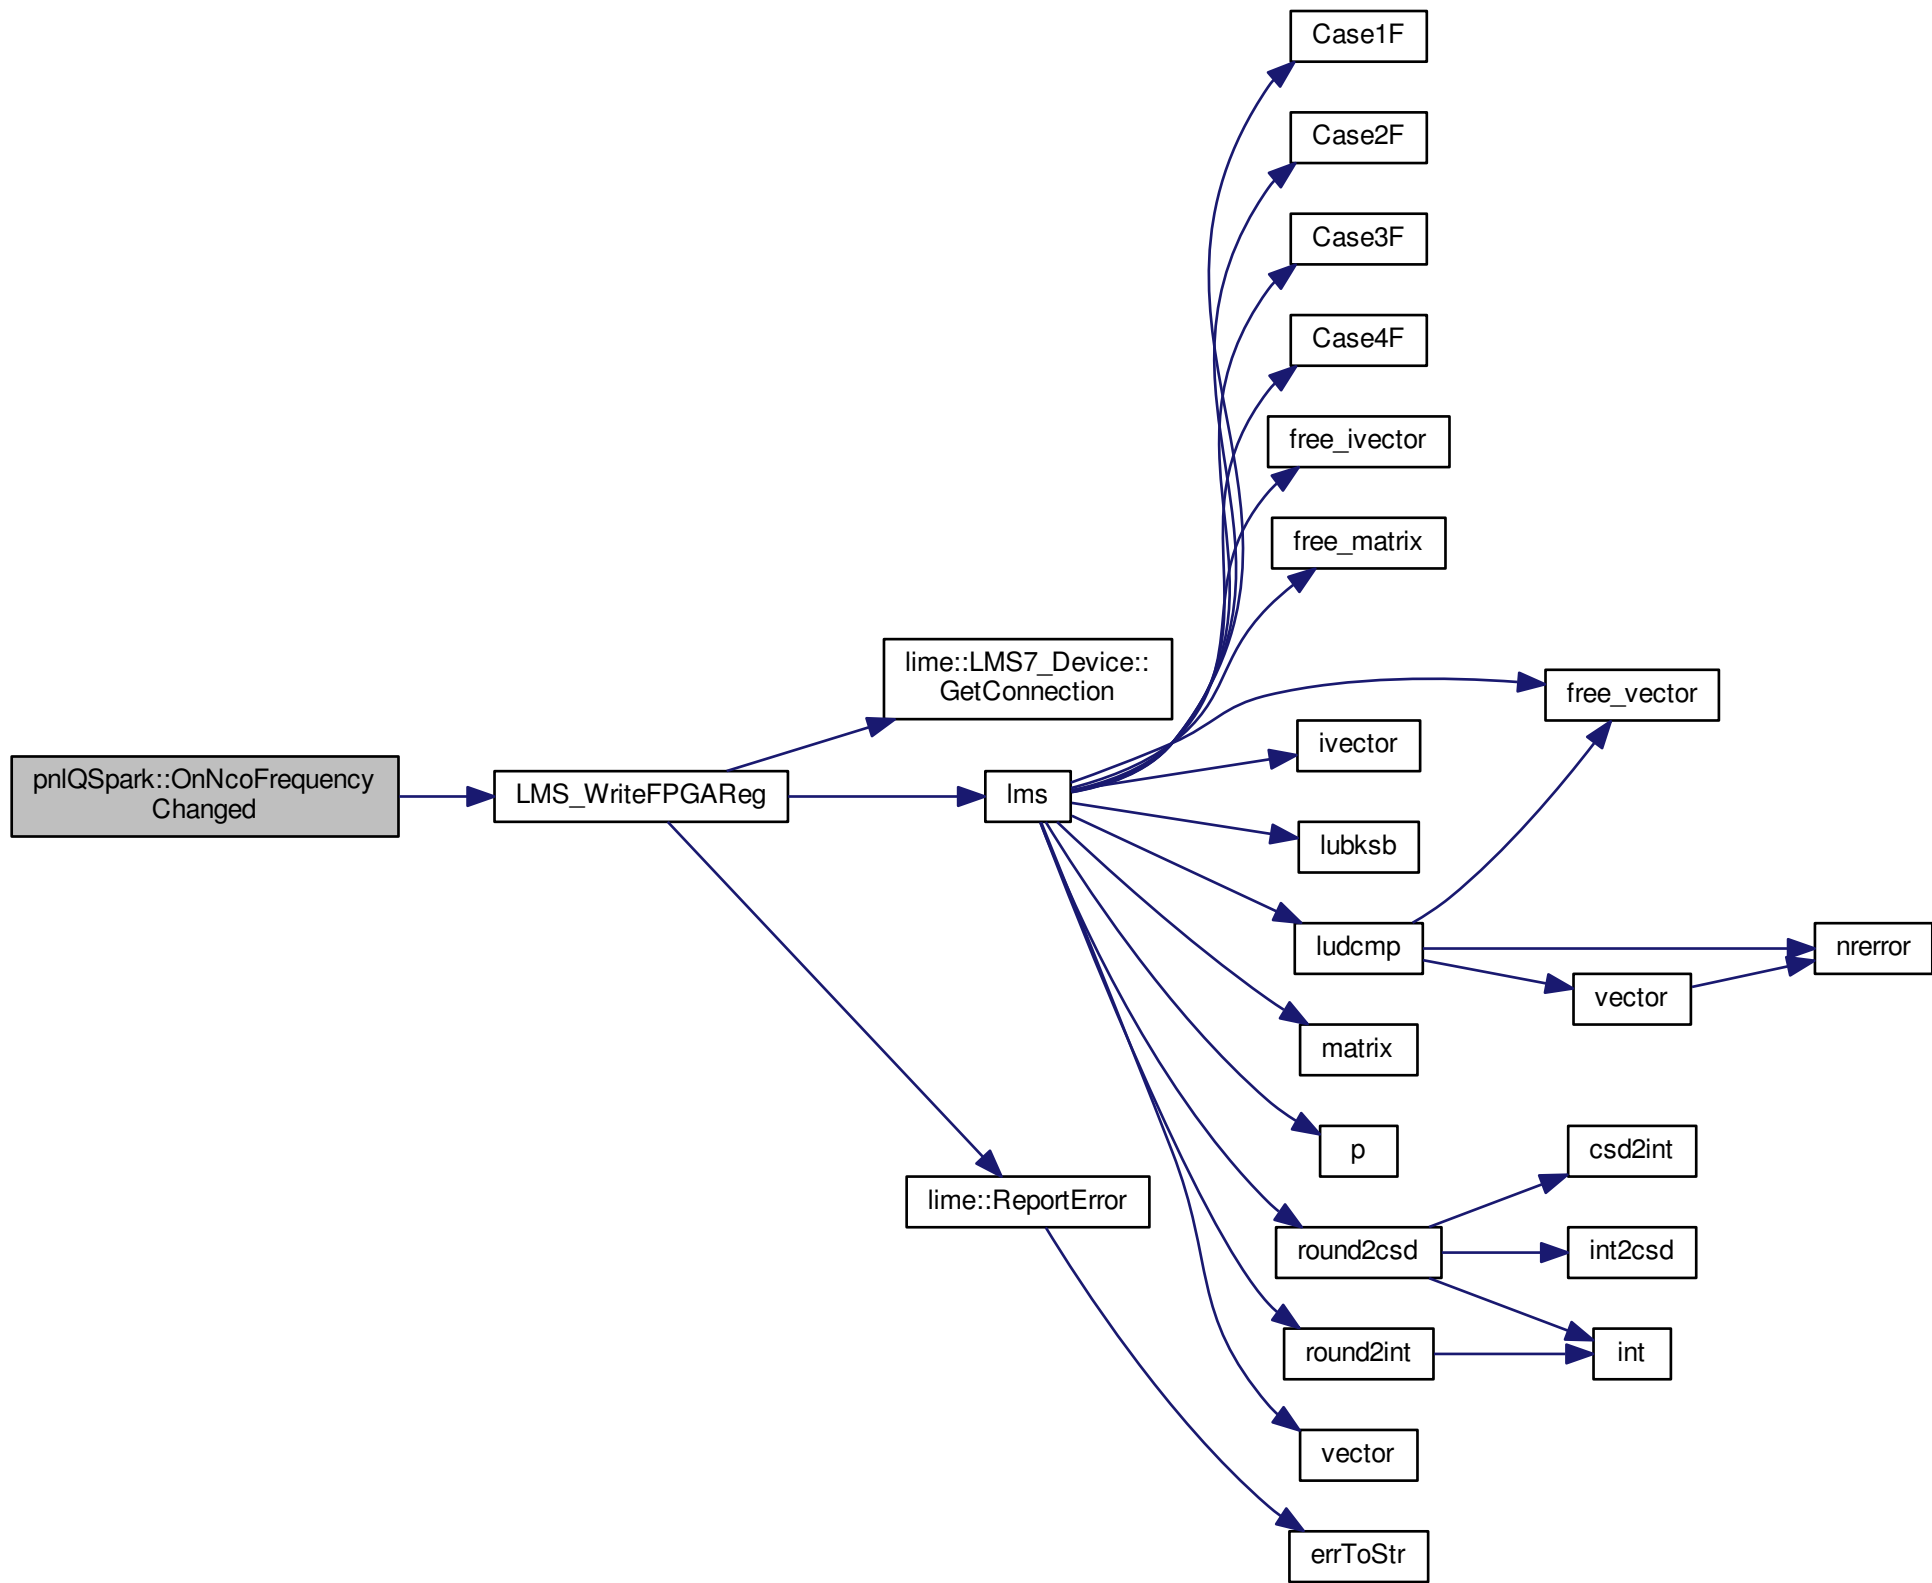 Case1F
Case2F
Case3F
Case4F
free_ivector
free_matrix
lime::LMS7_Device::
GetConnection
free_vector
ivector
pnlQSpark::OnNcoFrequency
Changed
LMS_WriteFPGAReg
lms
lubksb
ludcmp
nrerror
vector
matrix
p
csd2int
lime::ReportError
round2csd
int2csd
round2int
int
vector
errToStr